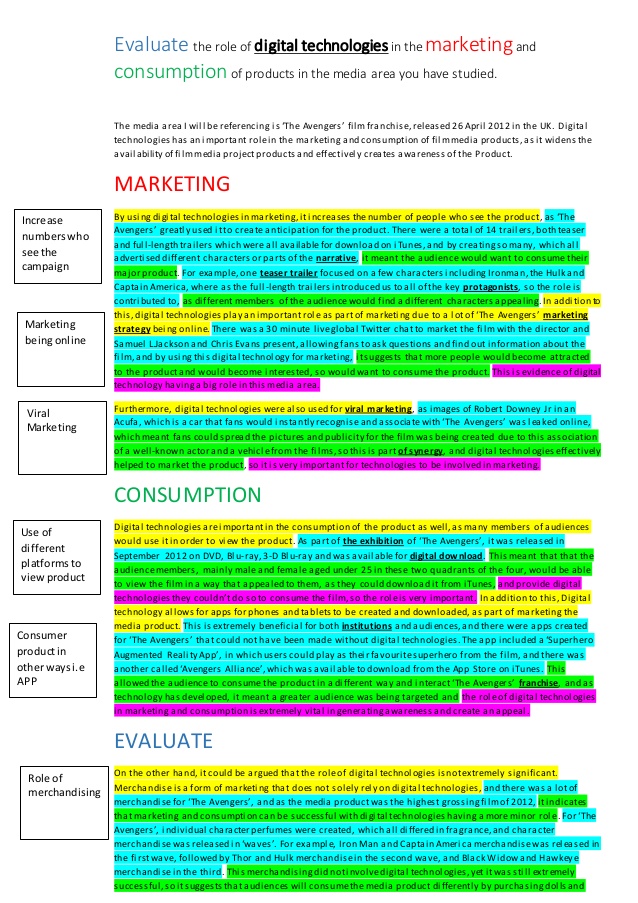 Evaluate the role of digital technologies in the marketing and
consumption of products in the media area you have studied.
The media area I will be referencing is 'The Avengers' film franchise, released 26 April 2012 in the UK. Digital
technologies has an important role in the marketing and consumption of film media products, as it widens the
availability of film media project products and effectively creates awareness of the Product.
MARKETING
Increase
numbers who
see the
campaign
By using digital technologies in marketing, it increases the number of people who see the product, as 'The
Avengers' greatly used it to create anticipation for the product. There were a total of 14 trailers, both teaser
and full-length trailers which were all available for download on iTunes, and by creating so many, which all
advertised different characters or parts of the narrative, it meant the audience would want to consume their
major product. For example, one teaser trailer focused on a few characters including Ironman, the Hulk and
Captain America, where as the full-length trailers introduced us to all of the key protagonists, so the role is
contributed to, as different members of the audience would find a different characters appealing. In addition to
this, digital technologies play an important role as part of marketing due to a lot of 'The Avengers' marketing
strategy being online. There was a 30 minute live global Twitter chat to market the film with the director and
Samuel L Jackson and Chris Evans present, allowing fans to ask questions and find out information about the
film, and by using this digital technology for marketing, it suggests that more people would become attracted
to the product and would become interested, so would want to consume the product. This is evidence of digital
technology having a big role in this media area.
Marketing
being online
Viral
Marketing
Furthermore, digital technologies were also used for viral marketing, as images of Robert Downey Jr in an
Acufa, which is a car that fans would instantly recognise and associate with 'The Avengers' was leaked online,
which meant fans could spread the pictures and publicity for the film was being created due to this association
of a well-known actor and a vehicle from the films, so this is part of synergy, and digital technologies effectively
helped to market the product, so it is very important for technologies to be involved in marketing.
CONSUMPTION
Use of
different
platforms to
view product
Digital technologies are important in the consumption of the product as well, as many members of audiences
would use it in order to view the product. As part of the exhibition of 'The Avengers', it was released in
September 2012 on DVD, Blu-ray, 3-D Blu-ray and was available for digital download. This meant that that the
audience members, mainly male and female aged under 25 in these two quadrants of the four, would be able
to view the film in a way that appealed to them, as they could download it from iTunes, and provide digital
technologies they couldn't do so to consume the film, so the role is very important. In addition to this, Digital
technology allows for apps for phones and tablets to be created and downloaded, as part of marketing the
media product. This is extremely beneficial for both institutions and audiences, and there were apps created
for 'The Avengers' that could not have been made without digital technologies. The app included a 'Superhero
Augmented Reality App', in which users could play as their favourite superhero from the film, and there was
another called 'Avengers Alliance', which was available to download from the App Store on iTunes. This
allowed the audience to consume the product in a different way and interact 'The Avengers' franchise, and as
technology has developed, it meant a greater audience was being targeted and the role of digital technologies
in marketing and consumption is extremely vital in generating awareness and create an appeal.
Consumer
product in
other ways i.e
APP
EVALUATE
Role of
merchandising
On the other hand, it could be argued that the role of digital technologies is not extremely significant.
Merchandise is a form of marketing that does not solely rely on digital technologies, and there was a lot of
merchandise for 'The Avengers', and as the media product was the highest grossing film of 2012, it indicates
that marketing and consumption can be successful with digital technologies having a more minor role. For 'The
Avengers', individual character perfumes were created, which all differed in fragrance, and character
merchandise was released in 'waves'. For example, Iron Man and Captain America merchandise was released in
the first wave, followed by Thor and Hulk merchandise in the second wave, and Black Widow and Hawkeye
merchandise in the third. This merchandising did not involve digital technologies, yet it was still extremely
successful, so it suggests that audiences will consume the media product differently by purchasing dolls and